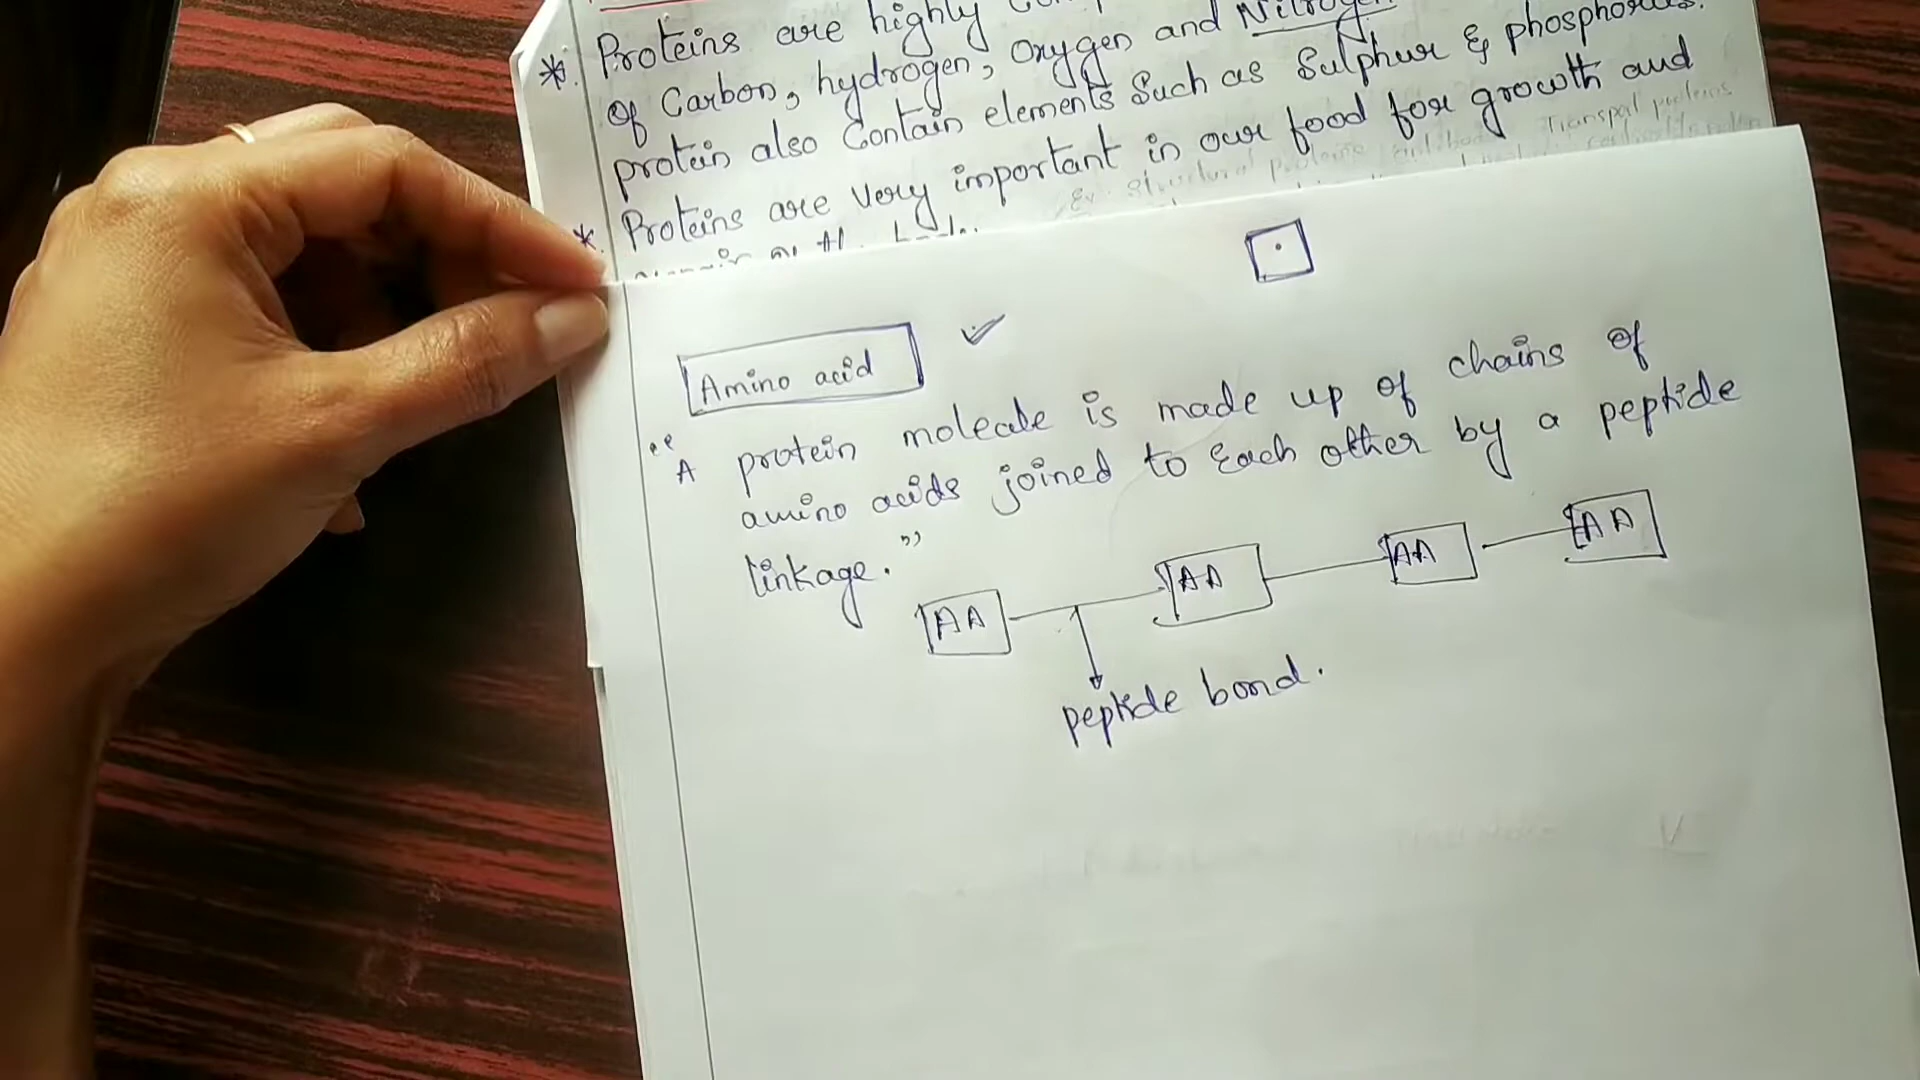 *. Proteins are highly
of Carbon, hydrogen, Oxygen and Nitrogen
protein also Contain elements Such as Sulphur & phosphorus.
*. Proteins are very important in our food for growth and
Amino acid
"A protein molecule is made up of chains of
amino acids joined to Each other by a peptide
linkage."
AA AA AA AA
peptide bond.